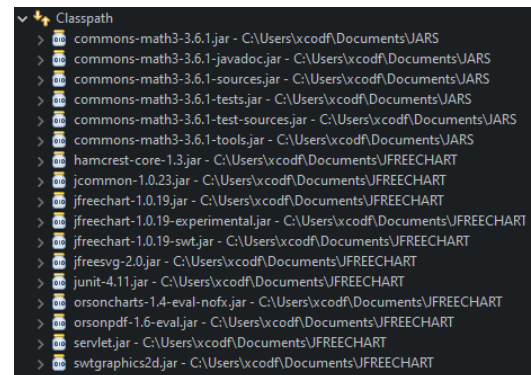 Classpath
commons-math3-3.6.1.jar - C:\Users\xcodf\Documents\JARS
commons-math3-3.6.1-javadoc.jar - C:\Users\xcodf\Documents\JARS
commons-math3-3.6.1-sources.jar - C:\Users\xcodf\Documents\JARS
commons-math3-3.6.1-tests.jar - C:\Users\xcodf\Documents\JARS
commons-math3-3.6.1-test-sources.jar - C:\Users\xcodf\Documents\JARS
commons-math3-3.6.1-tools.jar - C:\Users\xcodf\Documents\JARS
hamcrest-core-1.3.jar - C:\Users\xcodf\Documents\JFREECHART
jcommon-1.0.23.jar - C:\Users\xcodf\Documents\JFREECHART
jfreechart-1.0.19.jar - C:\Users\xcodf\Documents\JFREECHART
jfreechart-1.0.19-experimental.jar - C:\Users\xcodf\Documents\JFREECHART
jfreechart-1.0.19-swt.jar - C:\Users\xcodf\Documents\JFREECHART
jfreesvg-2.0.jar - C:\Users\xcodf\Documents\JFREECHART
junit-4.11.jar - C:\Users\xcodf\Documents\JFREECHART
orsoncharts-1.4-eval-nofx.jar - C:\Users\xcodf\Documents\JFREECHART
orsonpdf-1.6-eval.jar - C:\Users\xcodf\Documents\JFREECHART
servlet.jar - C:\Users\xcodf\Documents\JFREECHART
swtgraphics2d.jar - C:\Users\xcodf\Documents\JFREECHART